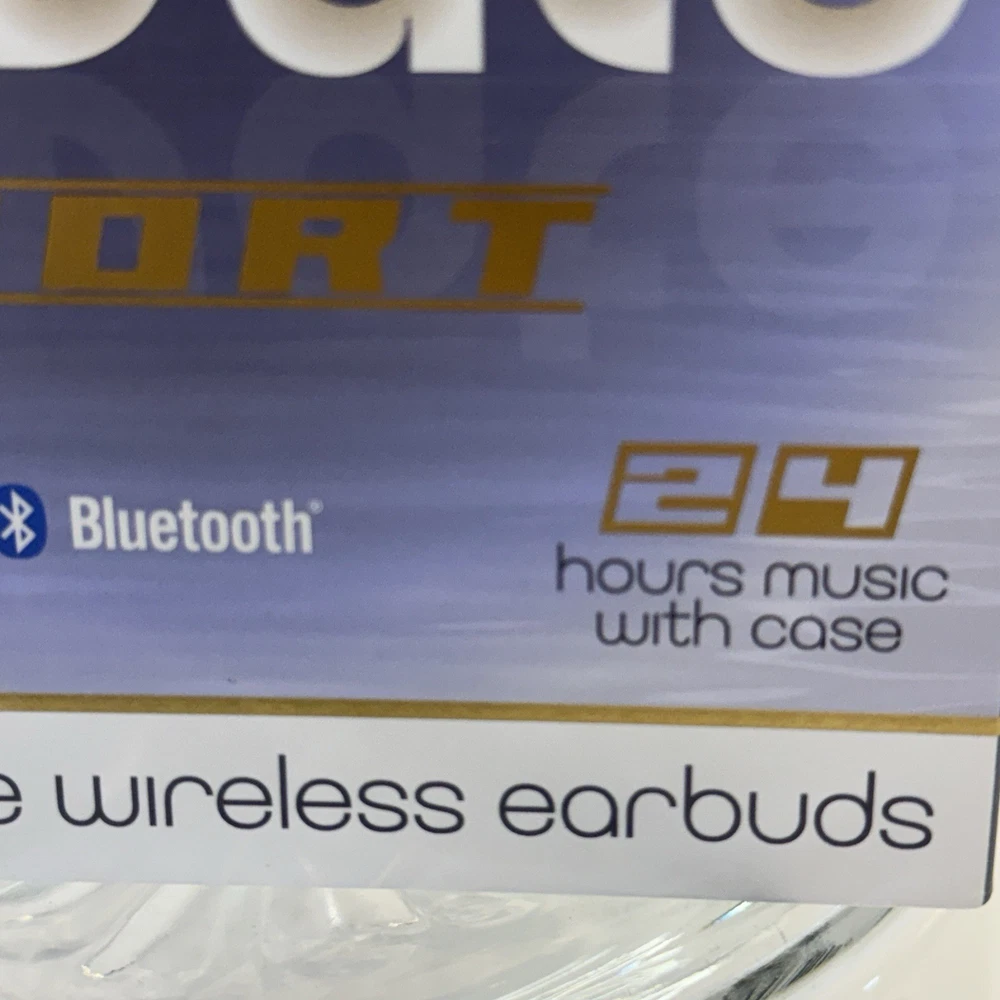 ORT
Bluetooth®
24
hours music
with case
e wireless earbuds